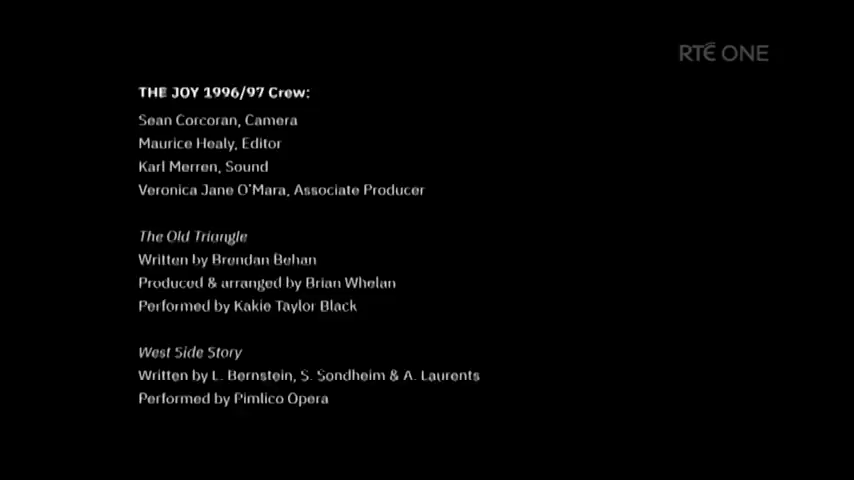 RTÉ ONE
THE JOY 1996/97 Crew:
Sean Corcoran, Camera
Maurice Healy, Editor
Karl Merren, Sound
Veronica Jane O'Mara, Associate Producer
The Old Triangle
Written by Brendan Behan
Produced & arranged by Brian Whelan
Performed by Kakie Taylor Black
West Side Story
Written by L. Bernstein, S. Sondheim & A. Laurents
Performed by Pimlico Opera